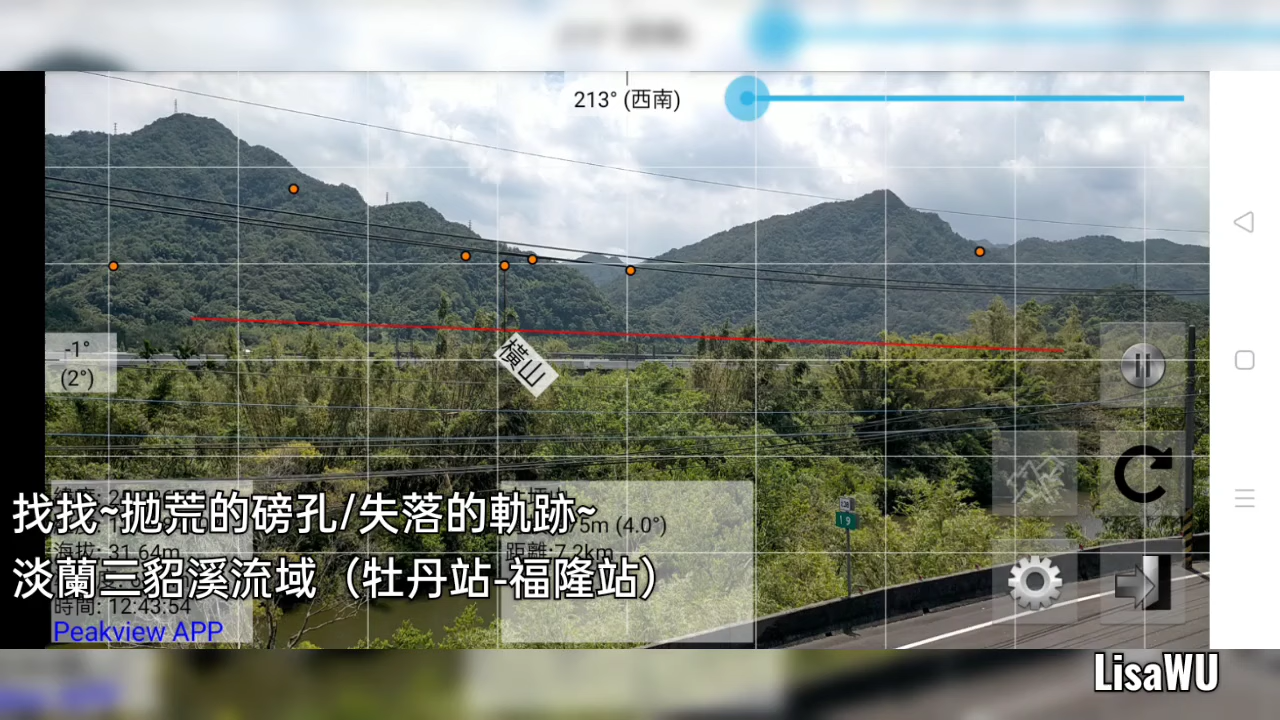 213° (西南)
-1°
(2°)
橫山
找找~拋荒的磅孔/失落的軌跡~
5m (4.0°)
海拔: 31.64m
距離:7.2km
淡蘭三貂溪流域（牡丹站-福隆站）
時間: 12:43:54
Peakview APP
19
LisaWU